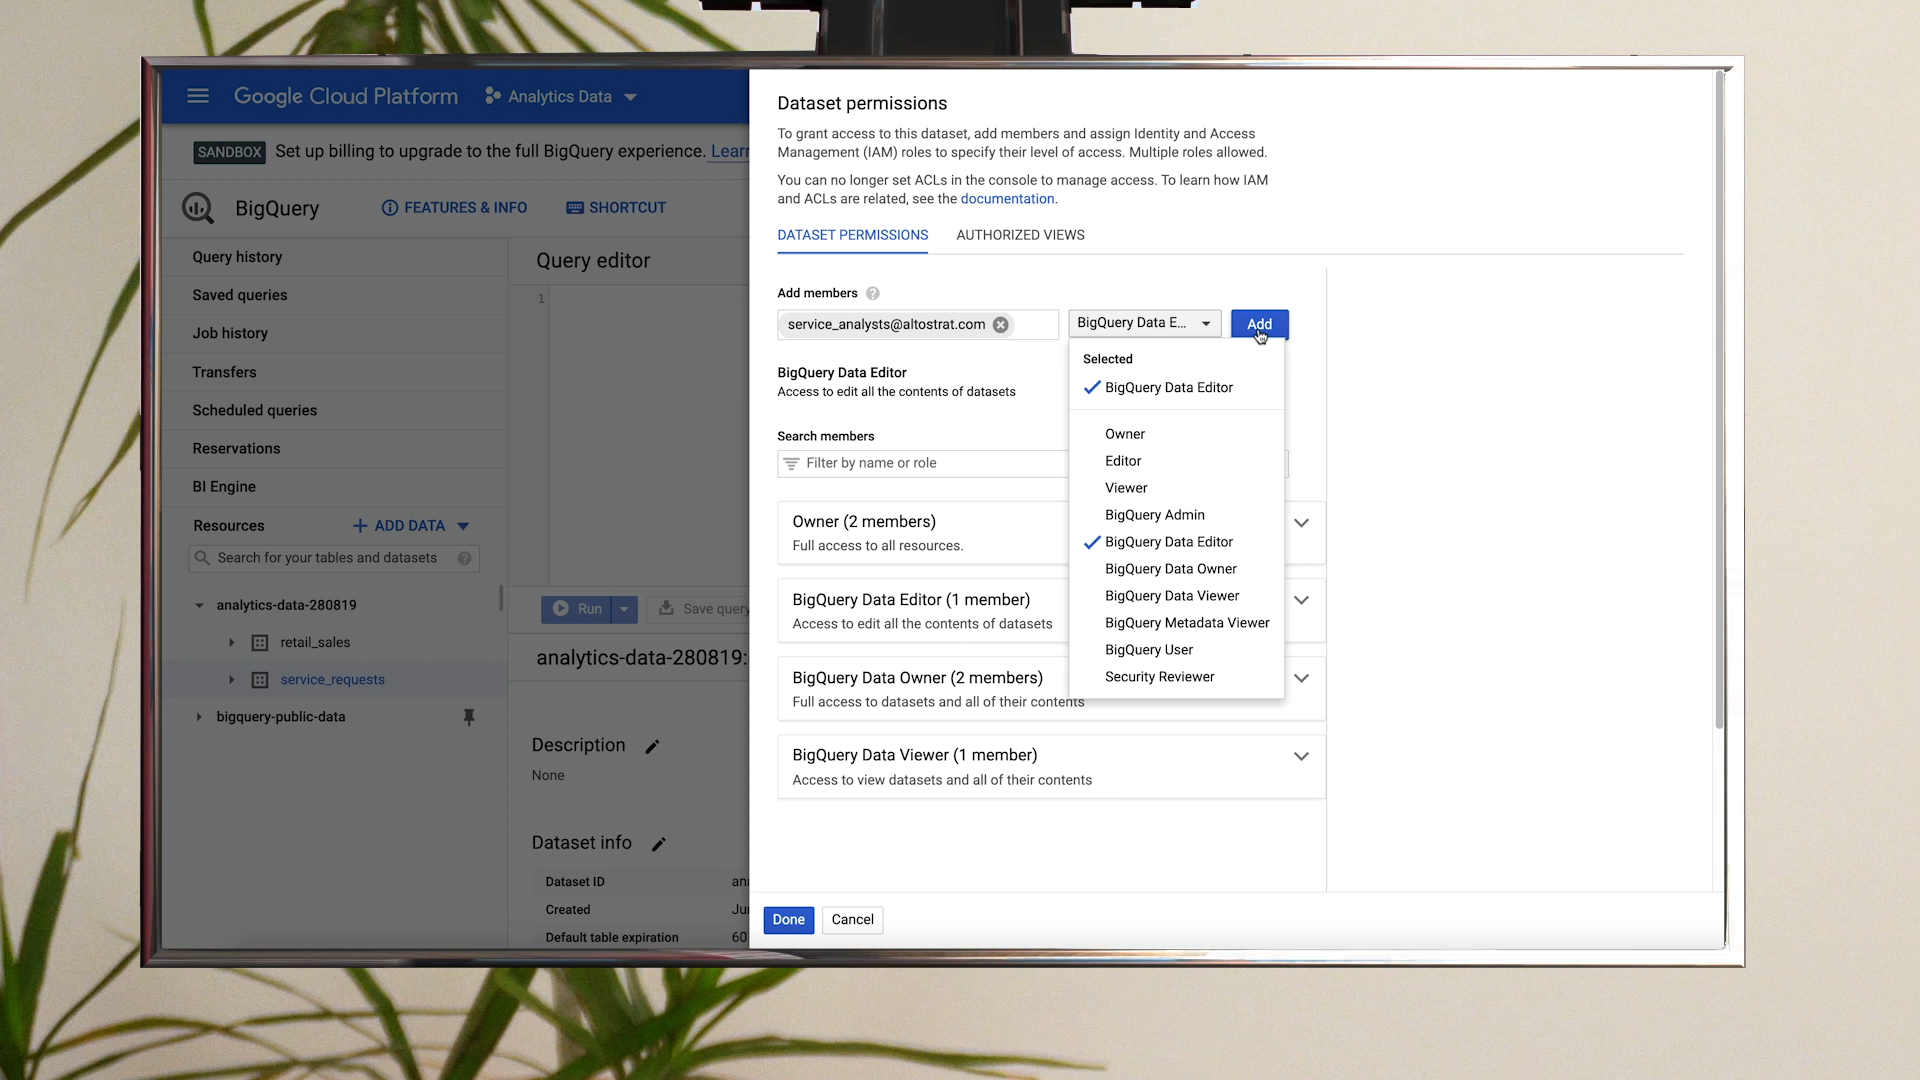 Google Cloud Platform
Analytics Data
SANDBOX Set up billing to upgrade to the full BigQuery experience. Learn
BigQuery
FEATURES & INFO
SHORTCUT
Query history
Saved queries
Job history
Transfers
Scheduled queries
Reservations
BI Engine
Resources
ADD DATA
Search for your tables and datasets
analytics-data-280819
retail_sales
service_requests
bigquery-public-data
Query editor
1
Run
Save query
analytics-data-280819:
Description
None
Dataset info
Dataset ID
Created
Default table expiration 60
Dataset permissions
To grant access to this dataset, add members and assign Identity and Access
Management (IAM) roles to specify their level of access. Multiple roles allowed.
You can no longer set ACLs in the console to manage access. To learn how IAM
and ACLs are related, see the documentation.
DATASET PERMISSIONS
AUTHORIZED VIEWS
Add members
service_analysts@altostrat.com
BigQuery Data E...
Add
BigQuery Data Editor
Access to edit all the contents of datasets
Search members
Filter by name or role
Owner (2 members)
Full access to all resources.
BigQuery Data Editor (1 member)
Access to edit all the contents of datasets
BigQuery Data Owner (2 members)
Full access to datasets and all of their contents
BigQuery Data Viewer (1 member)
Access to view datasets and all of their contents
Selected
BigQuery Data Editor
Owner
Editor
Viewer
BigQuery Admin
BigQuery Data Editor
BigQuery Data Owner
BigQuery Data Viewer
BigQuery Metadata Viewer
BigQuery User
Security Reviewer
Done
Cancel